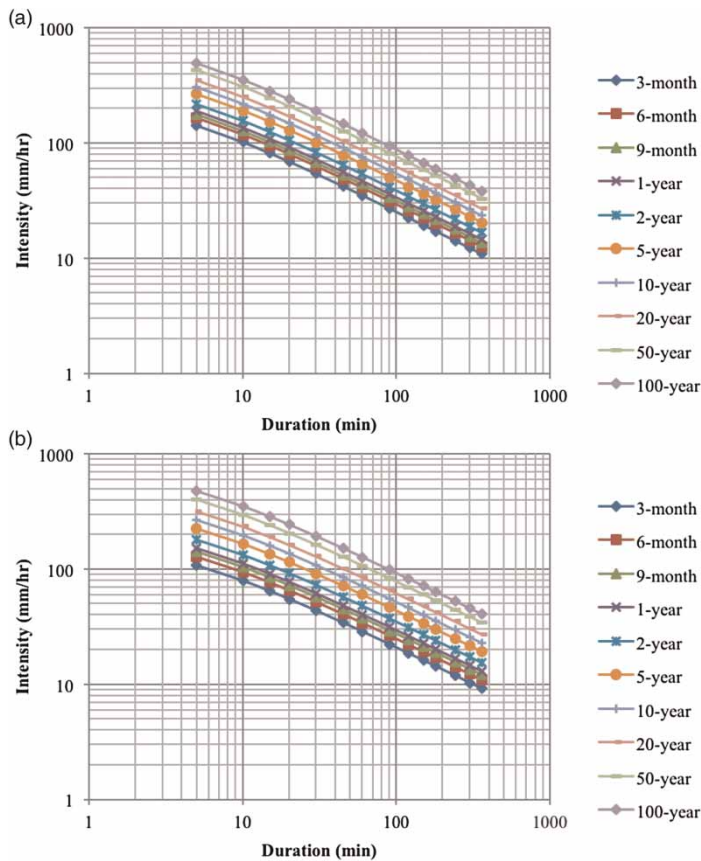 (a)
1000
100
10
1
Intensity (mm/hr)
1 10 100 1000
Duration (min)
3-month
6-month
9-month
1-year
2-year
5-year
10-year
20-year
50-year
100-year
(b)
1000
100
10
1
Intensity (mm/hr)
1 10 100 1000
Duration (min)
3-month
6-month
9-month
1-year
2-year
5-year
10-year
20-year
50-year
100-year